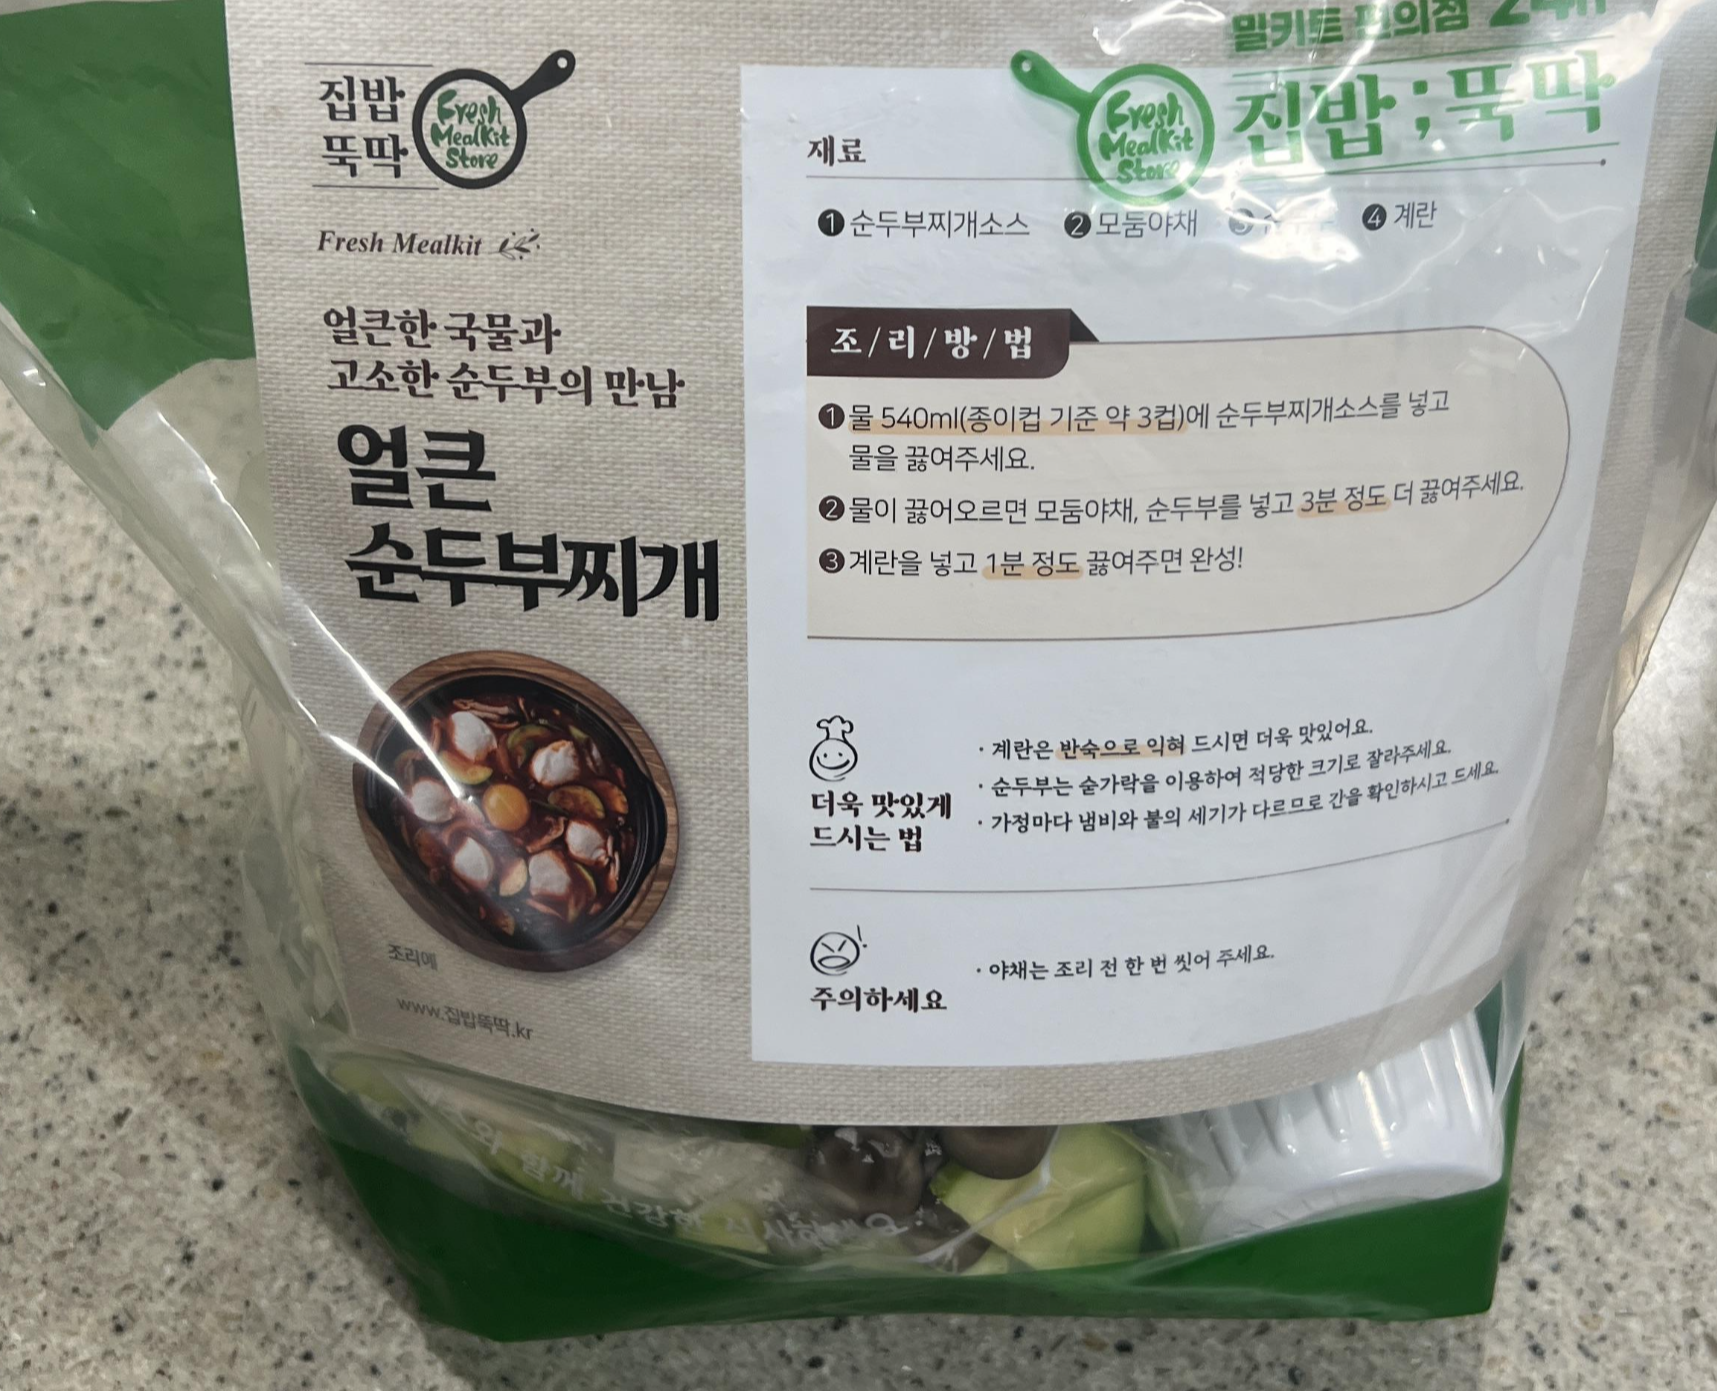 집밥
뚝딱
Fresh
MealKit
Store
Fresh Mealkit
얼큰한 국물과
고소한 순두부의 만남
얼큰
순두부찌개
조리예
www.집밥뚝딱.kr
밀키트 편의점 24h
Fresh
MealKit
Store
집밥;뚝딱
재료
❶ 순두부찌개소스 ❷ 모둠야채 ❸ 순두부 ❹ 계란
조/리/방/법
❶ 물 540ml(종이컵 기준 약 3컵)에 순두부찌개소스를 넣고
물을 끓여주세요.
❷ 물이 끓어오르면 모둠야채, 순두부를 넣고 3분 정도 더 끓여주세요.
❸ 계란을 넣고 1분 정도 끓여주면 완성!
더욱 맛있게
드시는 법
· 계란은 반숙으로 익혀 드시면 더욱 맛있어요.
· 순두부는 숟가락을 이용하여 적당한 크기로 잘라주세요.
· 가정마다 냄비와 불의 세기가 다르므로 간을 확인하시고 드세요.
주의하세요
· 야채는 조리 전 한 번 씻어 주세요.
함께 건강한